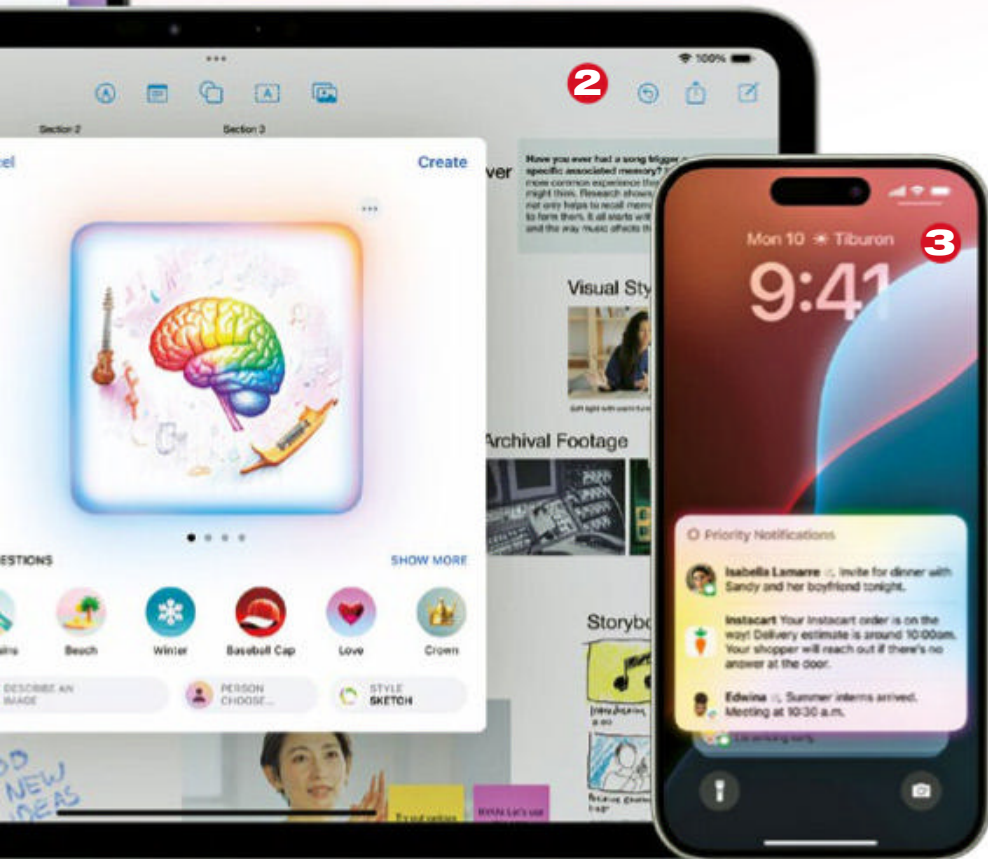 100%
2
Section 2
Section 3
Create
ver
Have you ever had a song trigger
specific associated memory?
more common experience
might think. Research shows
not only helps to recall
to form them. It all starts with
and the way music affects
Visual Sty
Archival Footage
ESTIONS
SHOW MORE
Beach
Winter
Baseball Cap
Love
Crown
DESCRIBE AN
IMAGE
PERSON
CHOOSE...
STYLE
SKETCH
Storybo
NEW
IDEAS
Mon 10 Tiburon
3
9:41
Priority Notifications
Isabella Lamarre Invite for dinner with
Sandy and her boyfriend tonight.
Instacart Your Instacart order is on the
way! Delivery estimate is around 10:00am.
Your shopper will reach out if there's no
answer at the door.
Edwina Summer interns arrived.
Meeting at 10:30 a.m.